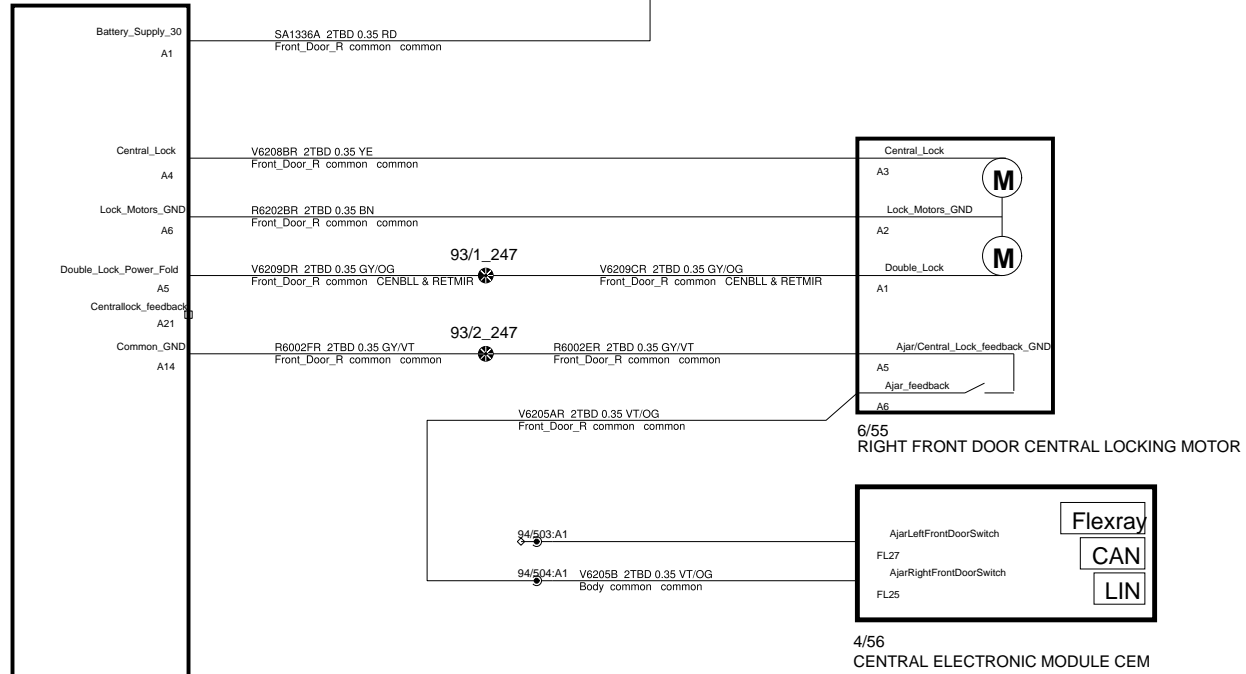 Battery_Supply_30
A1
SA1336A 2TBD 0.35 RD
Front_Door_R common common
Central_Lock
A4
V6208BR 2TBD 0.35 YE
Front_Door_R common common
Central_Lock
A3
M
Lock_Motors_GND
A6
R6202BR 2TBD 0.35 BN
Front_Door_R common common
Lock_Motors_GND
A2
M
Double_Lock_Power_Fold
A5
V6209DR 2TBD 0.35 GY/OG
Front_Door_R common CENBLL & RETMIR
93/1_247
V6209CR 2TBD 0.35 GY/OG
Front_Door_R common CENBLL & RETMIR
Double_Lock
A1
Centrallock_feedback
A21
Common_GND
A14
R6002FR 2TBD 0.35 GY/VT
Front_Door_R common common
93/2_247
R6002ER 2TBD 0.35 GY/VT
Front_Door_R common common
Ajar/Central_Lock_feedback_GND
A5
Ajar_feedback
A6
V6205AR 2TBD 0.35 VT/OG
Front_Door_R common common
6/55
RIGHT FRONT DOOR CENTRAL LOCKING MOTOR
94/503:A1
AjarLeftFrontDoorSwitch
FL27
94/504:A1
V6205B 2TBD 0.35 VT/OG
Body common common
AjarRightFrontDoorSwitch
FL25
Flexray
CAN
LIN
4/56
CENTRAL ELECTRONIC MODULE CEM